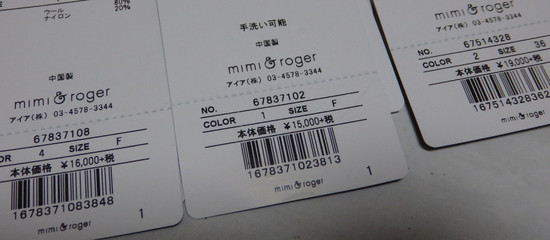 ウール 80%
ナイロン 20%
中国製
mimi & roger
アイア(株) 03-4578-3344
67837108
OR 4 SIZE F
本体価格 ¥16,000+税
1678371083848
mimi & roger 1
手洗い可能
中国製
mimi & roger
アイア(株) 03-4578-3344
NO. 67837102
COLOR 1 SIZE F
本体価格 ¥15,000+税
1678371023813
mimi & roger 1
mimi & roger
アイア(株) 03-4578-3344
NO. 67514328
COLOR 2 SIZE 36
本体価格 ¥19,000+税
167514328362
mimi & roger